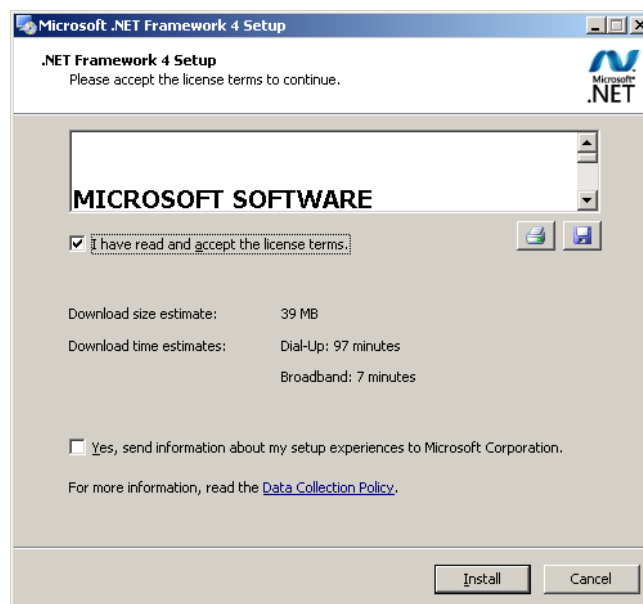 Microsoft .NET Framework 4 Setup
.NET Framework 4 Setup
Please accept the license terms to continue.
Microsoft®
.NET
MICROSOFT SOFTWARE
I have read and accept the license terms.
Download size estimate: 39 MB
Download time estimates: Dial-Up: 97 minutes
Broadband: 7 minutes
Yes, send information about my setup experiences to Microsoft Corporation.
For more information, read the Data Collection Policy.
Install Cancel